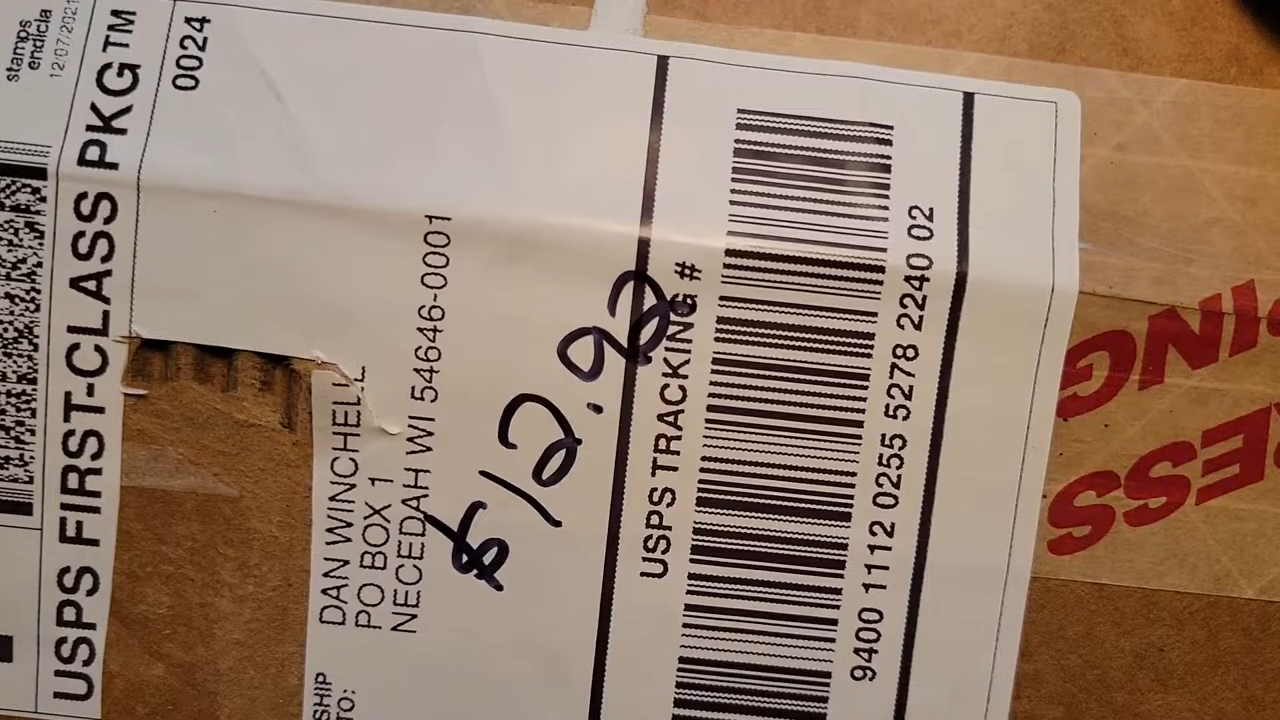 stamps
endicia
12/07/2021
USPS FIRST-CLASS PKG™
0024
SHIP
TO:
DAN WINCHELL
PO BOX 1
NECEDAH WI 54646-0001
$12.92
USPS TRACKING #
9400 1112 0255 5278 2240 02
ESS
ING